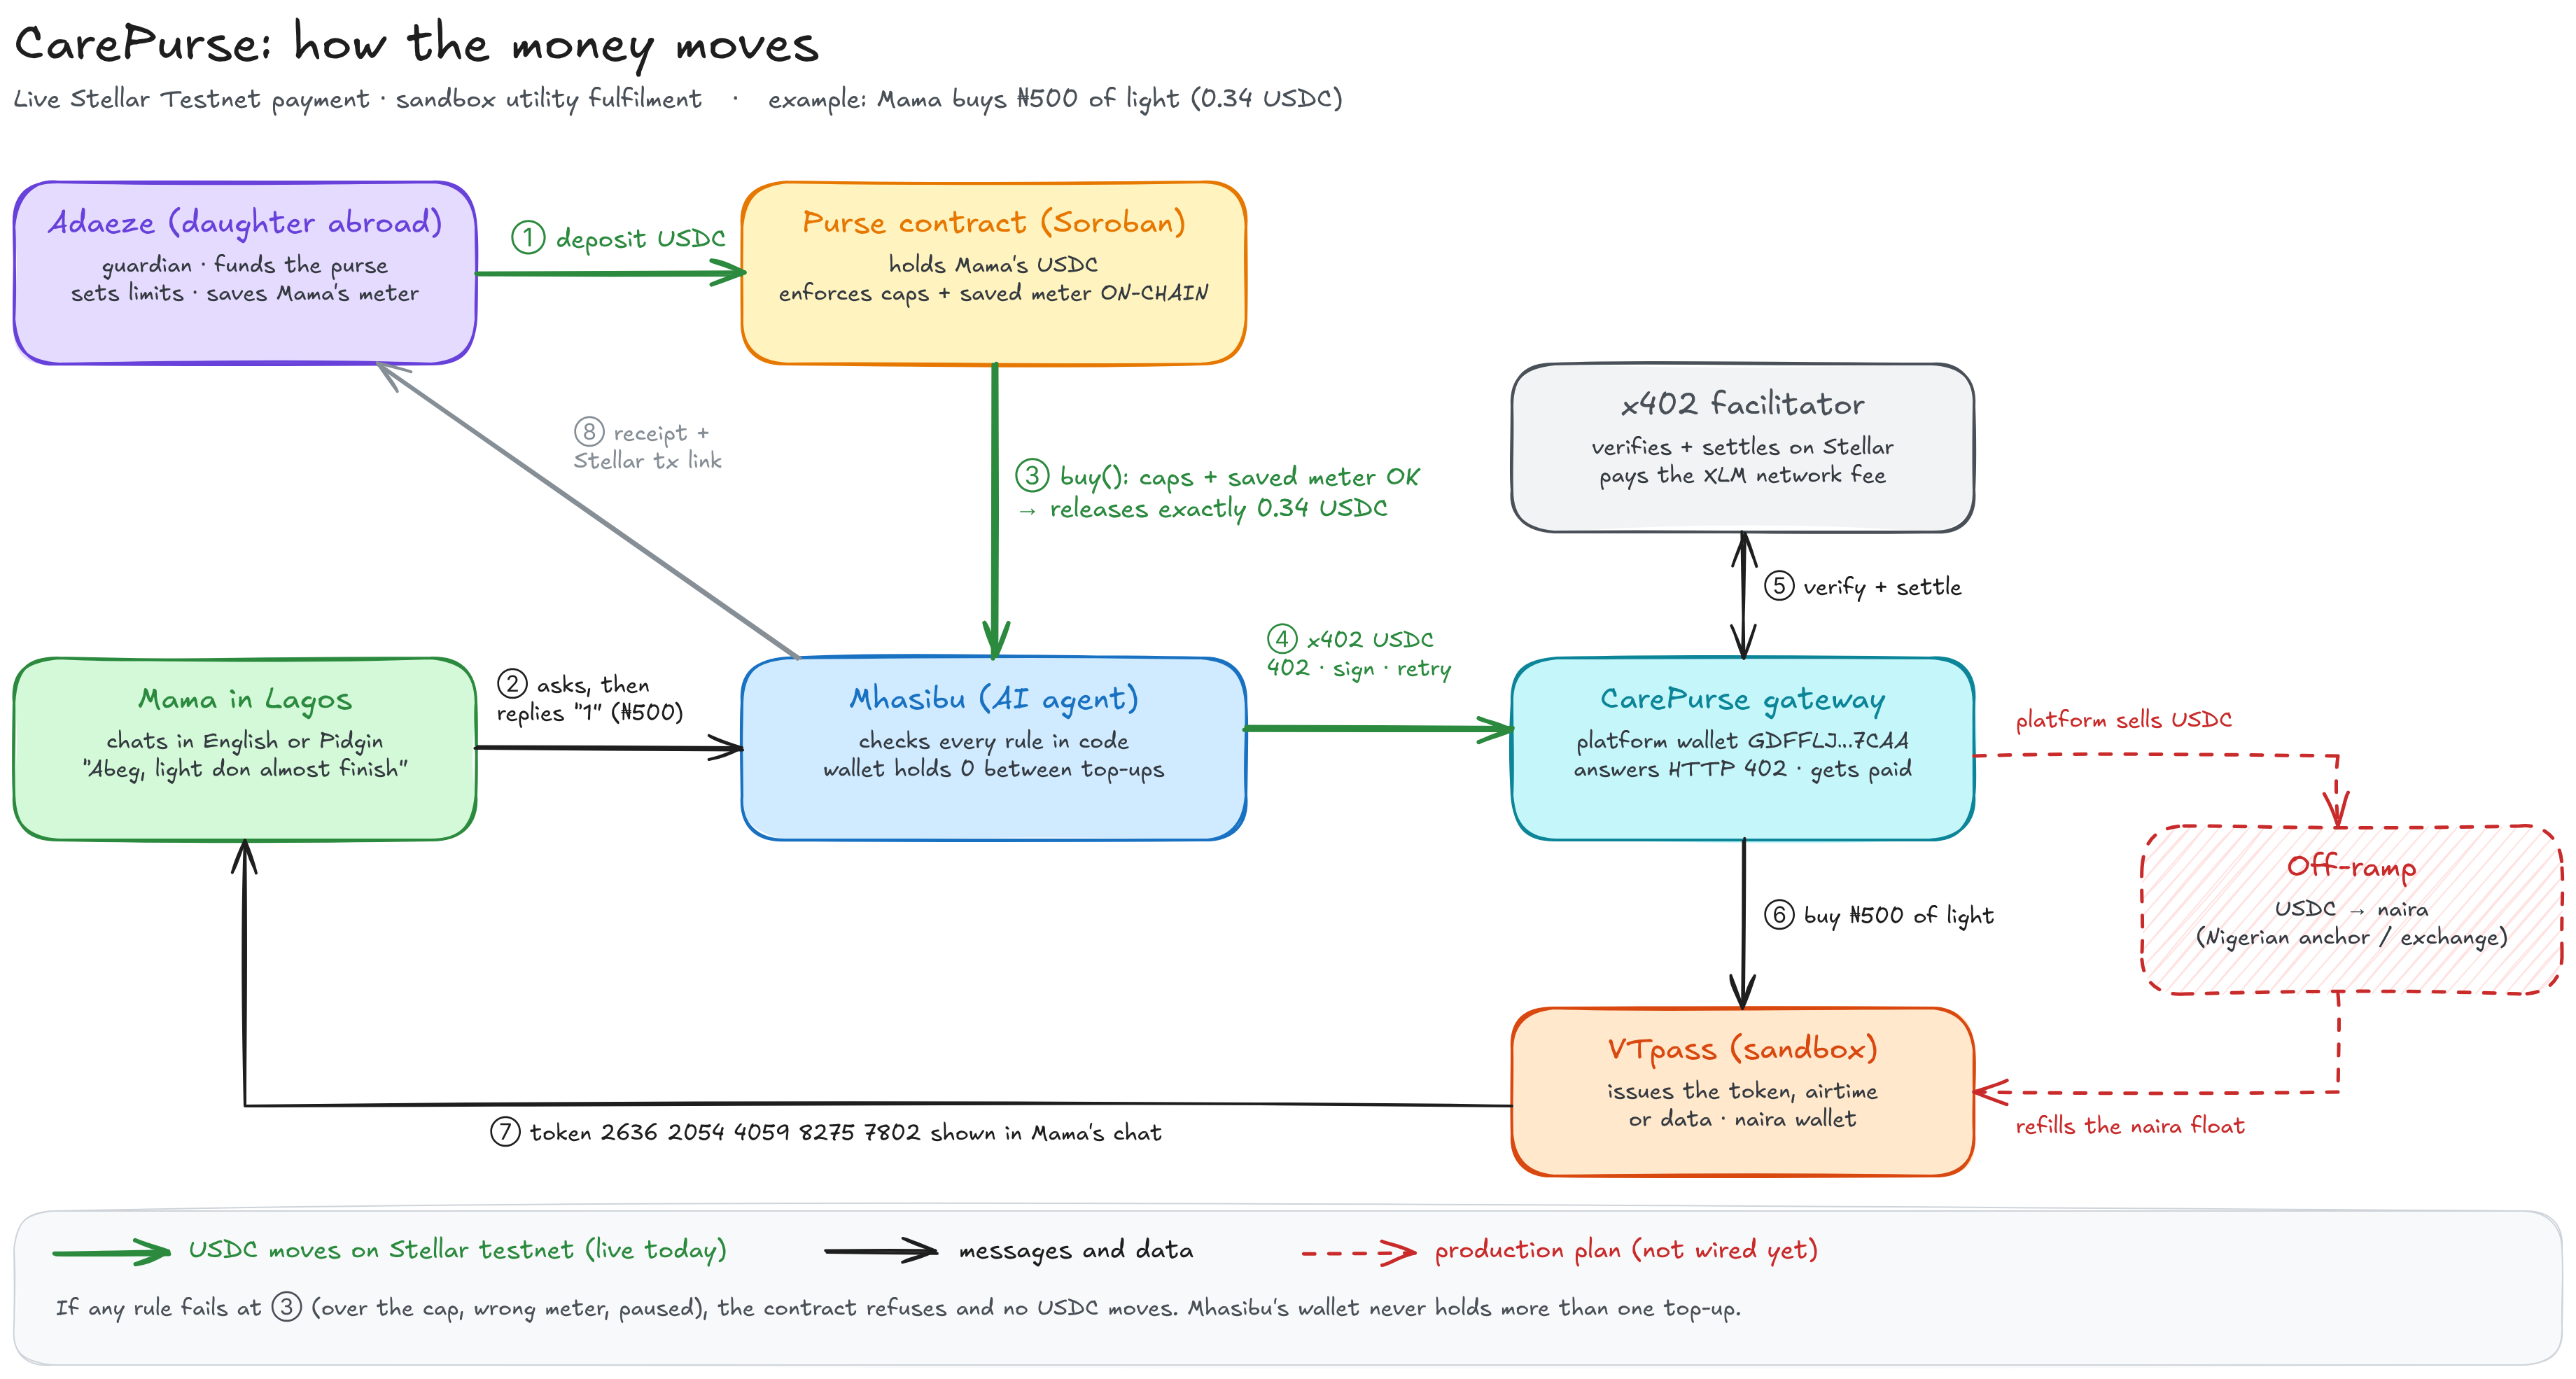 CarePurse: how the money moves
Live Stellar Testnet payment · sandbox utility fulfilment · example: Mama buys ₦500 of light (0.34 USDC)
Adaeze (daughter abroad)
guardian · funds the purse
sets limits · saves Mama's meter
① deposit USDC
Purse contract (Soroban)
holds Mama's USDC
enforces caps + saved meter ON-CHAIN
⑧ receipt +
Stellar tx link
③ buy(): caps + saved meter OK
→ releases exactly 0.34 USDC
x402 facilitator
verifies + settles on Stellar
pays the XLM network fee
⑤ verify + settle
Mama in Lagos
chats in English or Pidgin
"Abeg, light don almost finish"
② asks, then
replies "1" (₦500)
Mhasibu (AI agent)
checks every rule in code
wallet holds 0 between top-ups
④ x402 USDC
402 · sign · retry
CarePurse gateway
platform wallet GDFFLJ...7CAA
answers HTTP 402 · gets paid
platform sells USDC
Off-ramp
USDC → naira
(Nigerian anchor / exchange)
⑥ buy ₦500 of light
VTpass (sandbox)
issues the token, airtime
or data · naira wallet
refills the naira float
⑦ token 2636 2054 4059 8275 7802 shown in Mama's chat
USDC moves on Stellar testnet (live today)
messages and data
production plan (not wired yet)
If any rule fails at ③ (over the cap, wrong meter, paused), the contract refuses and no USDC moves. Mhasibu's wallet never holds more than one top-up.